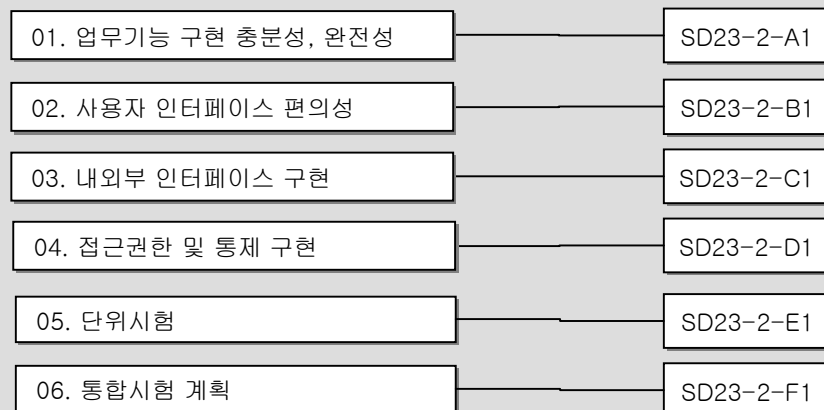 01. 업무기능 구현 충분성, 완전성
SD23-2-A1
02. 사용자 인터페이스 편의성
SD23-2-B1
03. 내외부 인터페이스 구현
SD23-2-C1
04. 접근권한 및 통제 구현
SD23-2-D1
05. 단위시험
SD23-2-E1
06. 통합시험 계획
SD23-2-F1